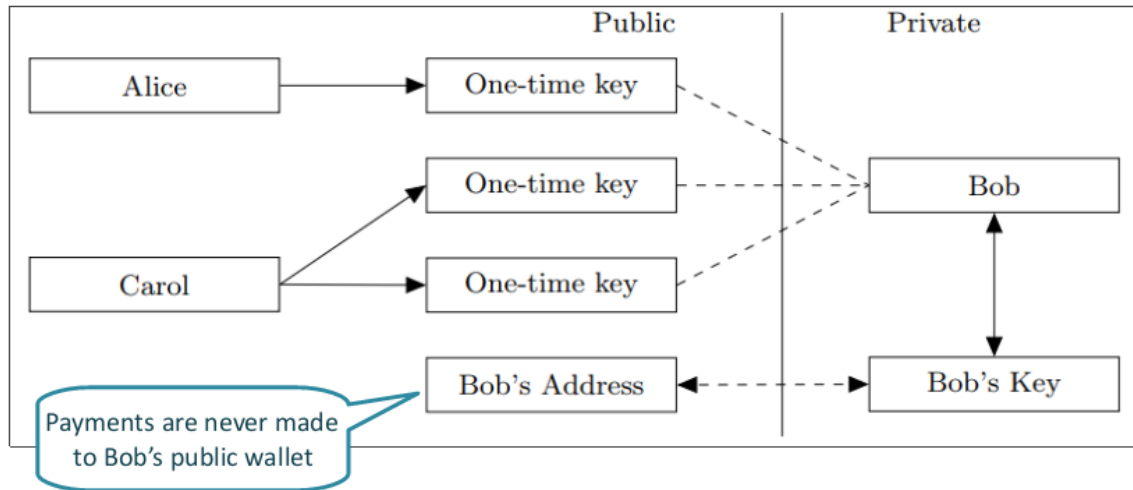 Public
Private
Alice
One-time key
One-time key
Bob
Carol
One-time key
Bob's Address
Bob's Key
Payments are never made
to Bob's public wallet